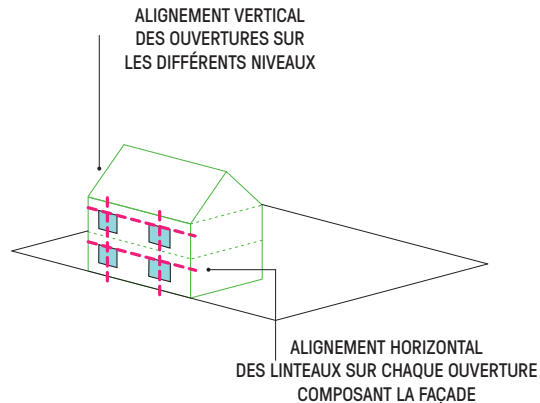 ALIGNEMENT VERTICAL
DES OUVERTURES SUR
LES DIFFÉRENTS NIVEAUX
ALIGNEMENT HORIZONTAL
DES LINTEAUX SUR CHAQUE OUVERTURE
COMPOSANT LA FAÇADE